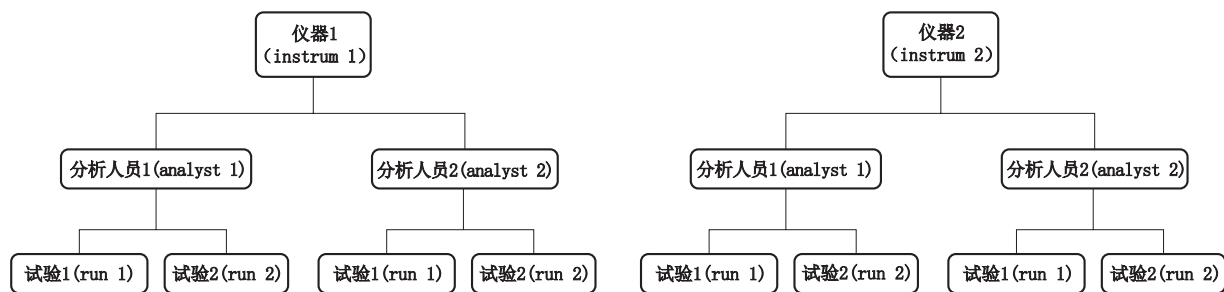 仪器1
(instrum 1)
仪器2
(instrum 2)
分析人员1(analyst 1)
分析人员2(analyst 2)
分析人员1(analyst 1)
分析人员2(analyst 2)
试验1(run 1)
试验2(run 2)
试验1(run 1)
试验2(run 2)
试验1(run 1)
试验2(run 2)
试验1(run 1)
试验2(run 2)